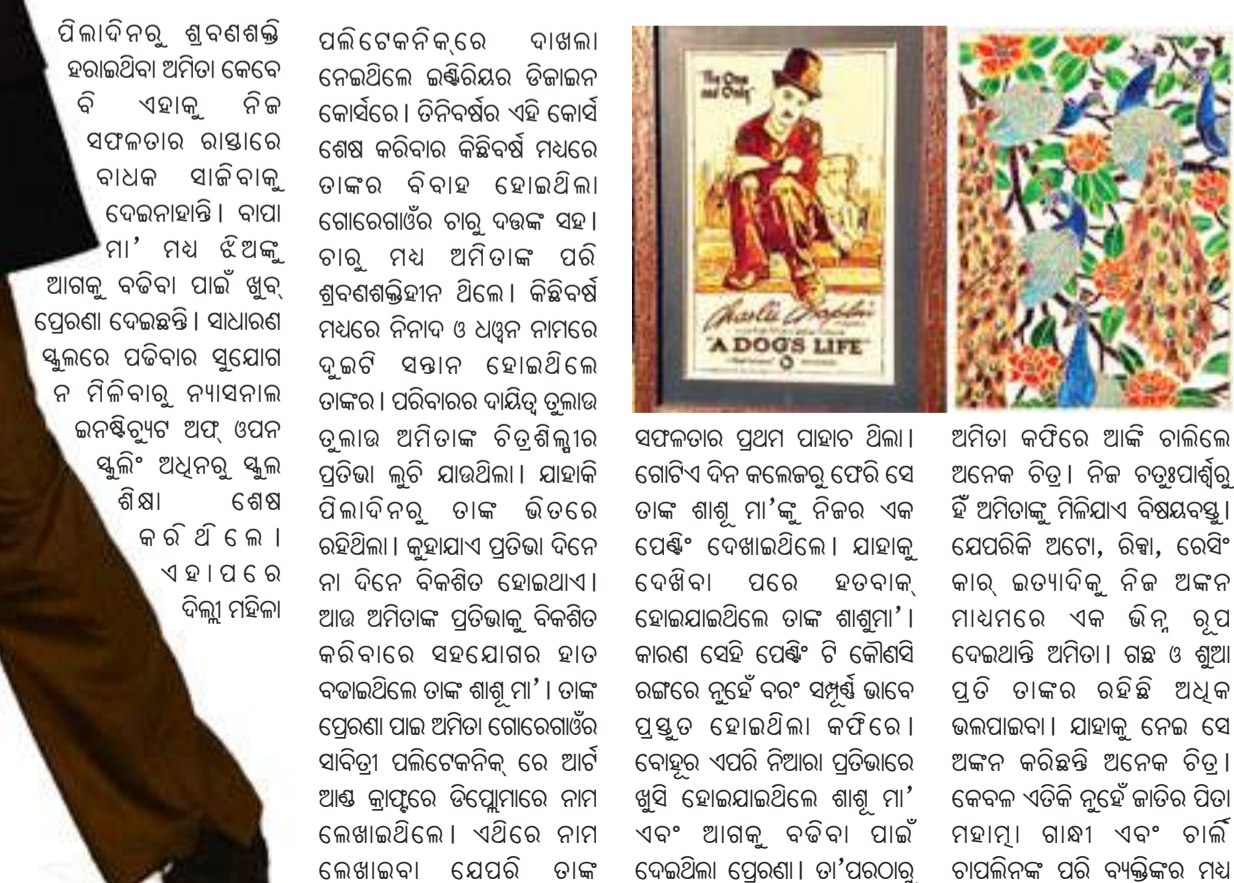 ପିଲାଦିନରୁ ଶ୍ରବଣଶକ୍ତି
ହରାଇଥିବା ଅମିତା କେବେ
ବି ଏହାକୁ ନିଜ
ସଫଳତାର ରାସ୍ତାରେ
ବାଧକ ସାଜିବାକୁ
ଦେଇନାହାନ୍ତି। ବାପା
ମା’ ମଧ୍ୟ ଝିଅଙ୍କୁ
ଆଗକୁ ବଢିବା ପାଇଁ ଖୁବ୍
ପ୍ରେରଣା ଦେଇଛନ୍ତି। ସାଧାରଣ
ସ୍କୁଲରେ ପଢିବାର ସୁଯୋଗ
ନ ମିଳିବାରୁ ନ୍ୟାସନାଲ
ଇନଷ୍ଟିଚ୍ୟୁଟ ଅଫ୍ ଓପନ
ସ୍କୁଲିଂ ଅଧିନରୁ ସ୍କୁଲ
ଶିକ୍ଷା ଶେଷ
କରିଥିଲେ।
ଏହାପରେ
ଦିଲ୍ଲୀ ମହିଳା
ପଲିଟେକନିକ୍‌ରେ ଦାଖଲା
ନେଇଥିଲେ ଇଣ୍ଟିରିୟର ଡିଜାଇନ
କୋର୍ସରେ। ତିନିବର୍ଷର ଏହି କୋର୍ସ
ଶେଷ କରିବାର କିଛିବର୍ଷ ମଧ୍ୟରେ
ତାଙ୍କର ବିବାହ ହୋଇଥିଲା
ଗୋରେଗାଓଁର ଚାରୁ ଦତ୍ତଙ୍କ ସହ।
ଚାରୁ ମଧ୍ୟ ଅମିତାଙ୍କ ପରି
ଶ୍ରବଣଶକ୍ତିହୀନ ଥିଲେ। କିଛିବର୍ଷ
ମଧ୍ୟରେ ନିନାଦ ଓ ଧ୍ୱନ ନାମରେ
ଦୁଇଟି ସନ୍ତାନ ହୋଇଥିଲେ
ତାଙ୍କର। ପରିବାରର ଦାୟିତ୍ୱ ତୁଲାଉ
ତୁଲାଉ ଅମିତାଙ୍କ ଚିତ୍ରଶିଳ୍ପୀର
ପ୍ରତିଭା ଲୁଚି ଯାଉଥିଲା। ଯାହାକି
ପିଲାଦିନରୁ ତାଙ୍କ ଭିତରେ
ରହିଥିଲା। କୁହାଯାଏ ପ୍ରତିଭା ଦିନେ
ନା ଦିନେ ବିକଶିତ ହୋଇଥାଏ।
ଆଉ ଅମିତାଙ୍କ ପ୍ରତିଭାକୁ ବିକଶିତ
କରିବାରେ ସହଯୋଗର ହାତ
ବଢାଇଥିଲେ ତାଙ୍କ ଶାଶୂ ମା’। ତାଙ୍କ
ପ୍ରେରଣା ପାଇ ଅମିତା ଗୋରେଗାଓଁର
ସାବିତ୍ରୀ ପଲିଟେକନିକ୍ ରେ ଆର୍ଟ
ଆଣ୍ଡ କ୍ରାଫ୍ଟରେ ଡିପ୍ଲୋମାରେ ନାମ
ଲେଖାଇଥିଲେ। ଏଥିରେ ନାମ
ଲେଖାଇବା ଯେପରି ତାଙ୍କ
The One
and Only
Charlie Chaplin
"A DOG'S LIFE"
ସଫଳତାର ପ୍ରଥମ ପାହାଚ ଥିଲା।
ଗୋଟିଏ ଦିନ କଲେଜରୁ ଫେରି ସେ
ତାଙ୍କ ଶାଶୂ ମା’ଙ୍କୁ ନିଜର ଏକ
ପେଣ୍ଟିଂ ଦେଖାଇଥିଲେ। ଯାହାକୁ
ଦେଖିବା ପରେ ହତବାକ୍
ହୋଇଯାଇଥିଲେ ତାଙ୍କ ଶାଶୁମା’।
କାରଣ ସେହି ପେଣ୍ଟିଂ ଟି କୌଣସି
ରଙ୍ଗରେ ନୁହେଁ ବରଂ ସମ୍ପୂର୍ଣ୍ଣ ଭାବେ
ପ୍ରସ୍ତୁତ ହୋଇଥିଲା କଫିରେ।
ବୋହୂର ଏପରି ନିଆରା ପ୍ରତିଭାରେ
ଖୁସି ହୋଇଯାଇଥିଲେ ଶାଶୂ ମା’
ଏବଂ ଆଗକୁ ବଢିବା ପାଇଁ
ଦେଇଥିଲା ପ୍ରେରଣା। ତା’ପରଠାରୁ
ଅମିତା କଫିରେ ଆଙ୍କି ଚାଲିଲେ
ଅନେକ ଚିତ୍ର। ନିଜ ଚତୁଃପାର୍ଶ୍ୱରୁ
ହିଁ ଅମିତାଙ୍କୁ ମିଳିଯାଏ ବିଷୟବସ୍ତୁ।
ଯେପରିକି ଅଟୋ, ରିକ୍ସା, ରେସିଂ
କାର୍ ଇତ୍ୟାଦିକୁ ନିଜ ଅଙ୍କନ
ମାଧ୍ୟମରେ ଏକ ଭିନ୍ନ ରୂପ
ଦେଇଥାନ୍ତି ଅମିତା। ଗଛ ଓ ଶୁଆ
ପ୍ରତି ତାଙ୍କର ରହିଛି ଅଧିକ
ଭଲପାଇବା। ଯାହାକୁ ନେଇ ସେ
ଅଙ୍କନ କରିଛନ୍ତି ଅନେକ ଚିତ୍ର।
କେବଳ ଏତିକି ନୁହେଁ ଜାତିର ପିତା
ମହାତ୍ମା ଗାନ୍ଧୀ ଏବଂ ଚାର୍ଲି
ଚାପଲିନଙ୍କ ପରି ବ୍ୟକ୍ତିଙ୍କର ମଧ୍ୟ